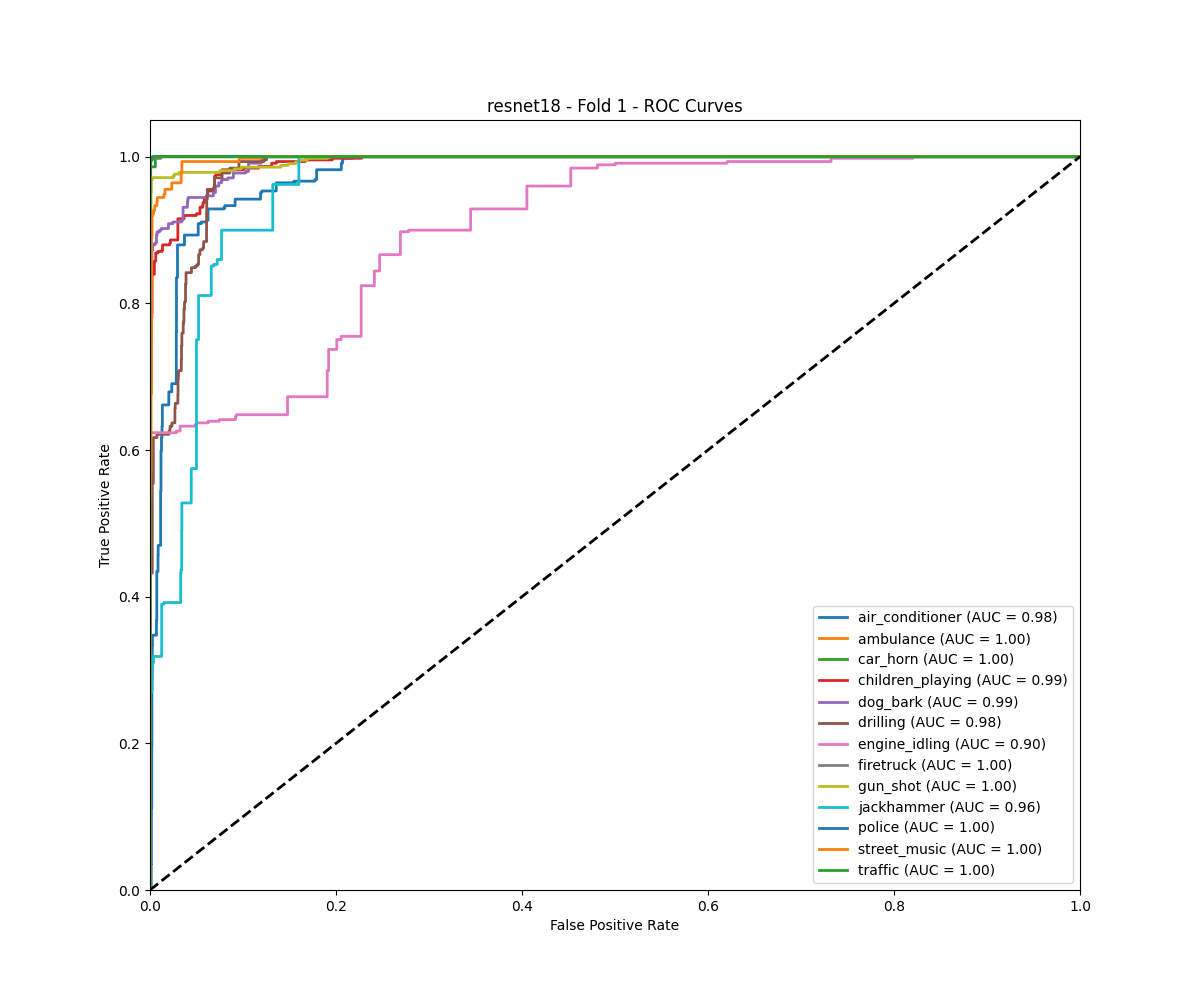 resnet18 - Fold 1 - ROC Curves
1.0
0.8
0.6
0.4
0.2
0.0
True Positive Rate
0.0 0.2 0.4 0.6 0.8 1.0
False Positive Rate
air_conditioner (AUC = 0.98)
ambulance (AUC = 1.00)
car_horn (AUC = 1.00)
children_playing (AUC = 0.99)
dog_bark (AUC = 0.99)
drilling (AUC = 0.98)
engine_idling (AUC = 0.90)
firetruck (AUC = 1.00)
gun_shot (AUC = 1.00)
jackhammer (AUC = 0.96)
police (AUC = 1.00)
street_music (AUC = 1.00)
traffic (AUC = 1.00)